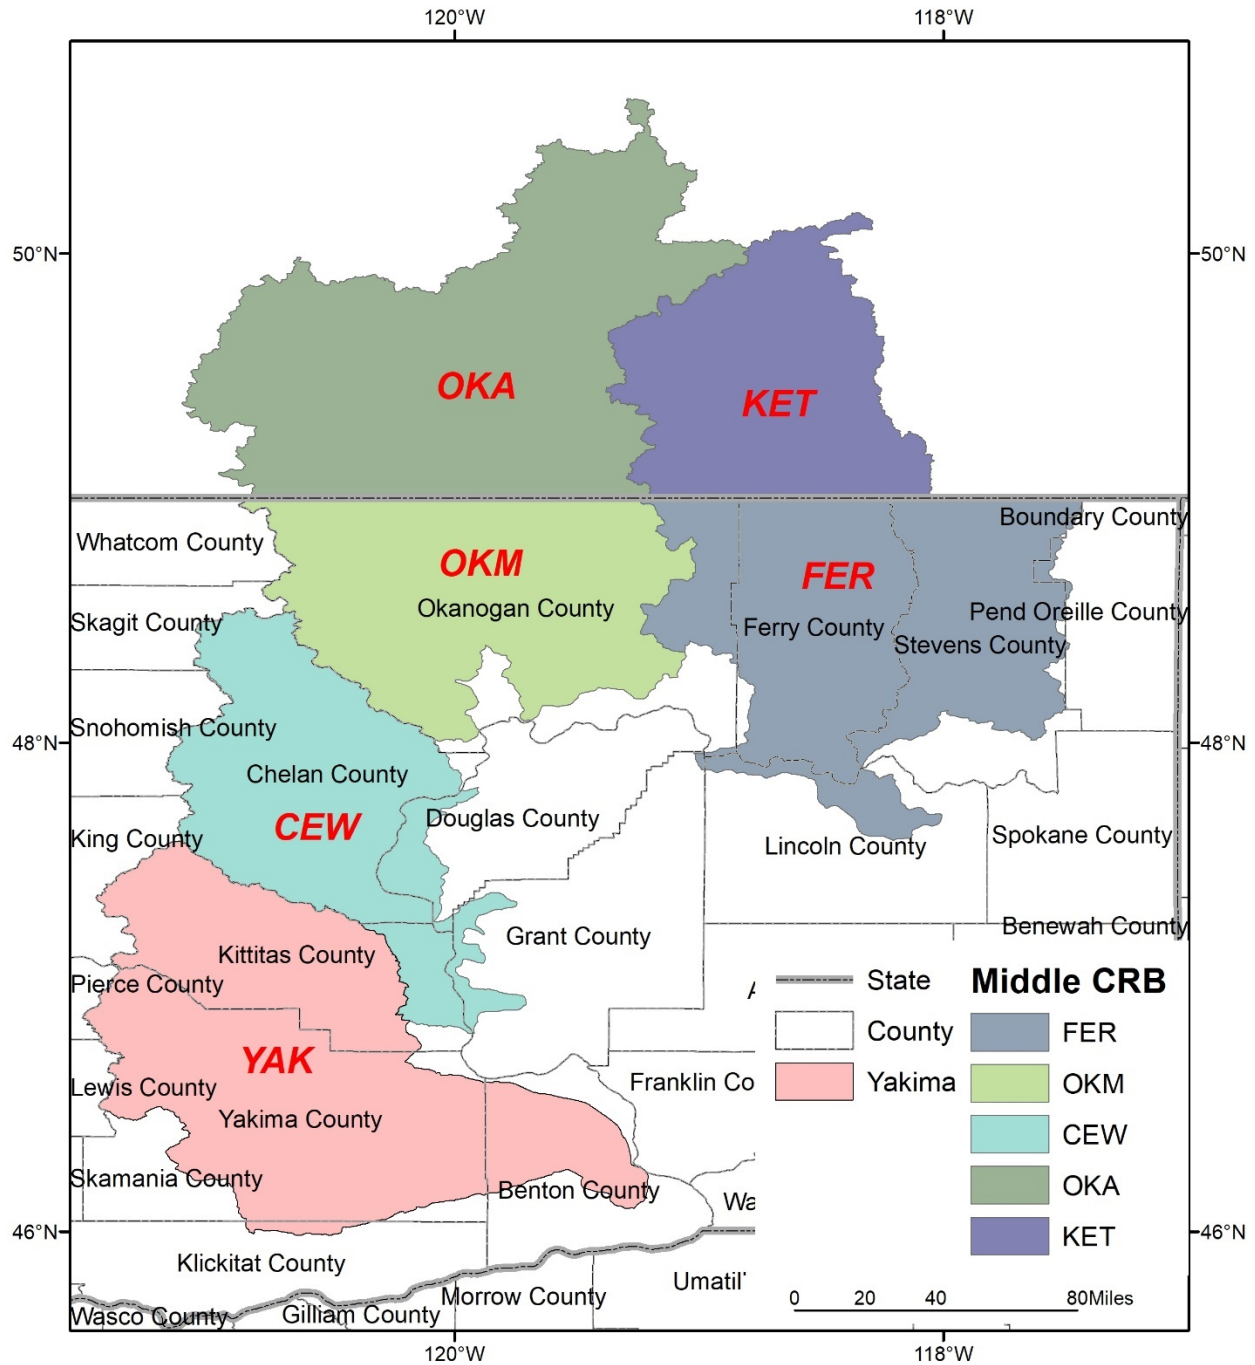 120°W 118°W
50°N 50°N
OKA KET
Whatcom County OKM FER Boundary County
Skagit County Okanogan County Ferry County Pend Oreille County
Stevens County
Snohomish County
48°N 48°N
Chelan County
King County CEW Douglas County Lincoln County Spokane County
Kittitas County Grant County Benewah County
Pierce County State Middle CRB
County FER
YAK Yakima OKM
Lewis County Yakima County Franklin Co CEW
Skamania County Benton County Wa OKA
46°N KET 46°N
Klickitat County Umatil
Wasco County Gilliam County Morrow County 0 20 40 80 Miles
120°W 118°W